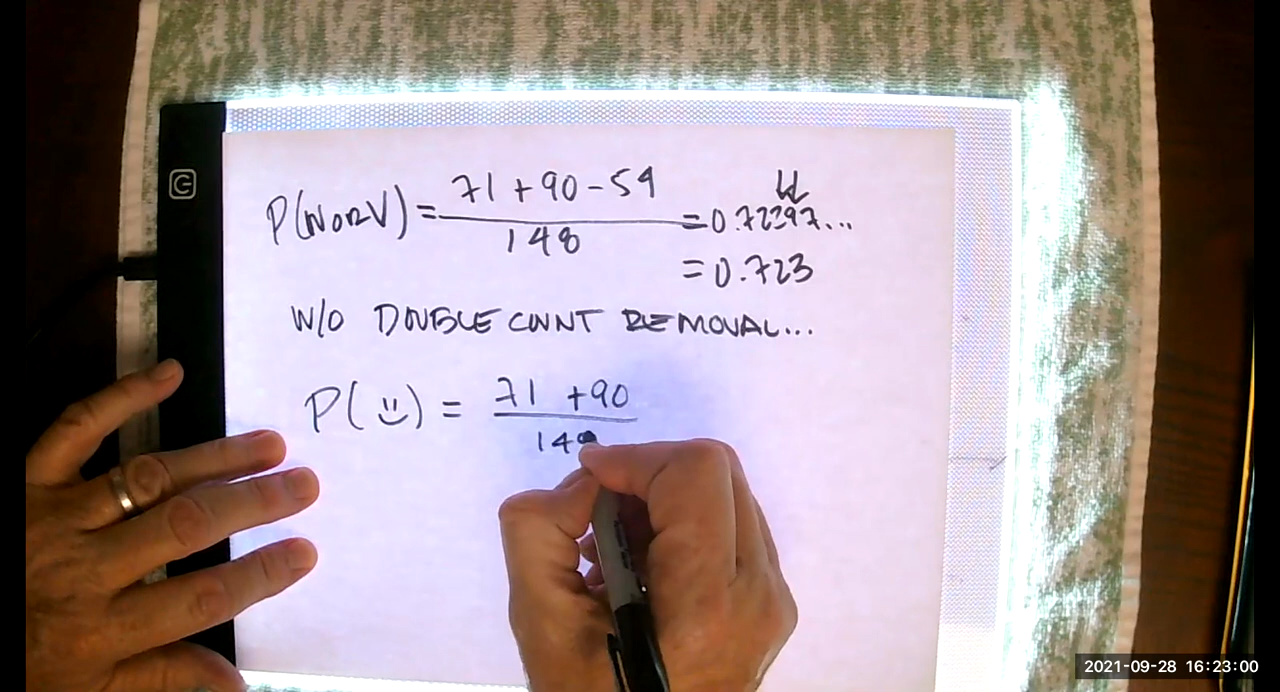 P(N OR V) = 71 + 90 - 54 / 148 = 0.72297...
= 0.723
W/O DOUBLE COUNT REMOVAL...
P( ) = 71 + 90 / 148
2021-09-28 16:23:00